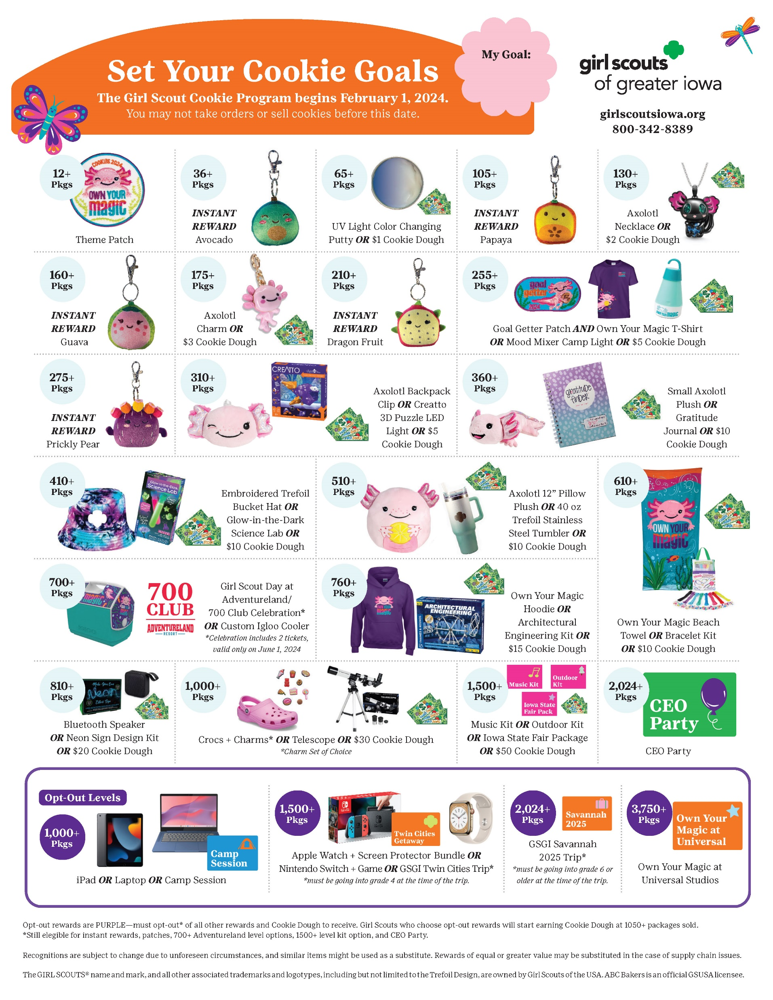 Set Your Cookie Goals
The Girl Scout Cookie Program begins February 1, 2024.
You may not take orders or sell cookies before this date.
My Goal:
girl scouts
of greater iowa
girlscoutsiowa.org
800-342-8389
12+
Pkgs
COOKIES 2024
OWN YOUR
magic
Theme Patch
36+
Pkgs
INSTANT
REWARD
Avocado
65+
Pkgs
UV Light Color Changing
Putty OR $1 Cookie Dough
105+
Pkgs
INSTANT
REWARD
Papaya
130+
Pkgs
Axolotl
Necklace OR
$2 Cookie Dough
160+
Pkgs
INSTANT
REWARD
Guava
175+
Pkgs
Axolotl
Charm OR
$3 Cookie Dough
210+
Pkgs
INSTANT
REWARD
Dragon Fruit
255+
Pkgs
goal
getter
2024
OWN YOUR magic
Goal Getter Patch AND Own Your Magic T-Shirt
OR Mood Mixer Camp Light OR $5 Cookie Dough
275+
Pkgs
INSTANT
REWARD
Prickly Pear
310+
Pkgs
CREATTO
Axolotl Backpack
Clip OR Creatto
3D Puzzle LED
Light OR $5
Cookie Dough
360+
Pkgs
gratitude
finder
Small Axolotl
Plush OR
Gratitude
Journal OR $10
Cookie Dough
410+
Pkgs
Glow-in-the-Dark
Science Lab
Embroidered Trefoil
Bucket Hat OR
Glow-in-the-Dark
Science Lab OR
$10 Cookie Dough
510+
Pkgs
Axolotl 12” Pillow
Plush OR 40 oz
Trefoil Stainless
Steel Tumbler OR
$10 Cookie Dough
610+
Pkgs
OWN YOUR
magic
Own Your Magic Beach
Towel OR Bracelet Kit
OR $10 Cookie Dough
700+
Pkgs
magic
IGLOO
700
CLUB
ADVENTURELAND
RESORT
Girl Scout Day at
Adventureland/
700 Club Celebration*
OR Custom Igloo Cooler
*Celebration includes 2 tickets,
valid only on June 1, 2024
760+
Pkgs
OWN YOUR
magic
ARCHITECTURAL
ENGINEERING
THAMES & KOSMOS
Own Your Magic
Hoodie OR
Architectural
Engineering Kit OR
$15 Cookie Dough
810+
Pkgs
Make Your Own
Neon
Effect Sign
Bluetooth Speaker
OR Neon Sign Design Kit
OR $20 Cookie Dough
1,000+
Pkgs
TELESCOPE
Crocs + Charms* OR Telescope OR $30 Cookie Dough
*Charm Set of Choice
1,500+
Pkgs
Music Kit
Outdoor
Kit
Iowa State
Fair Pack
Music Kit OR Outdoor Kit
OR Iowa State Fair Package
OR $50 Cookie Dough
2,024+
Pkgs
CEO
Party
CEO Party
Opt-Out Levels
1,000+
Pkgs
Camp
Session
iPad OR Laptop OR Camp Session
1,500+
Pkgs
Twin Cities
Getaway
Apple Watch + Screen Protector Bundle OR
Nintendo Switch + Game OR GSGI Twin Cities Trip*
*must be going into grade 4 at the time of the trip.
2,024+
Pkgs
Savannah
2025
GSGI Savannah
2025 Trip*
*must be going into grade 6 or
older at the time of the trip.
3,750+
Pkgs
Own Your
Magic at
Universal
Own Your Magic at
Universal Studios
Opt-out rewards are PURPLE—must opt-out* of all other rewards and Cookie Dough to receive. Girl Scouts who choose opt-out rewards will start earning Cookie Dough at 1050+ packages sold.
*Still elegible for instant rewards, patches, 700+ Adventureland level options, 1500+ level kit option, and CEO Party.
Recognitions are subject to change due to unforeseen circumstances, and similar items might be used as a substitute. Rewards of equal or greater value may be substituted in the case of supply chain issues.
The GIRL SCOUTS® name and mark, and all other associated trademarks and logotypes, including but not limited to the Trefoil Design, are owned by Girl Scouts of the USA. ABC Bakers is an official GSUSA licensee.